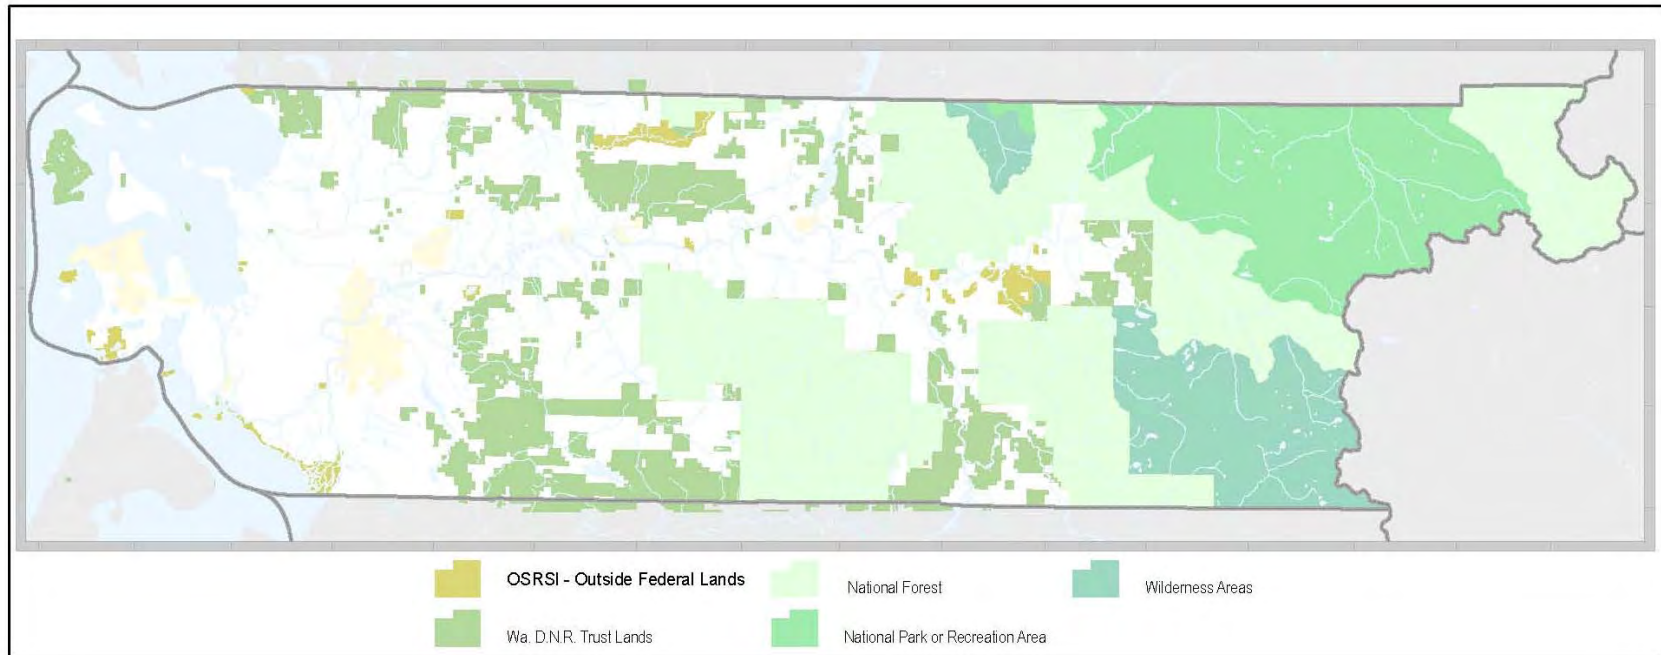 OSRSI - Outside Federal Lands
National Forest
Wilderness Areas
Wa. D.N.R. Trust Lands
National Park or Recreation Area